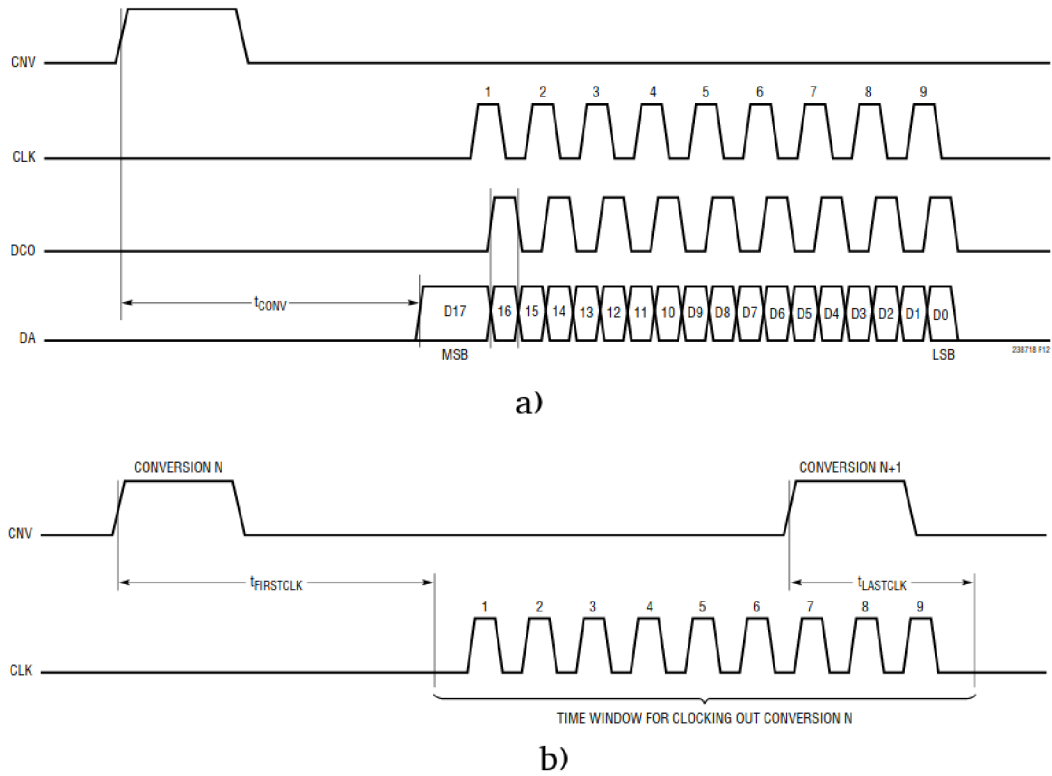 CNV
1 2 3 4 5 6 7 8 9
CLK
DCO
tCONV
D17 16 15 14 13 12 11 10 D9 D8 D7 D6 D5 D4 D3 D2 D1 D0
DA
MSB LSB
238718 F12
a)
CONVERSION N CONVERSION N+1
CNV
tFIRSTCLK tLASTCLK
1 2 3 4 5 6 7 8 9
CLK
TIME WINDOW FOR CLOCKING OUT CONVERSION N
b)